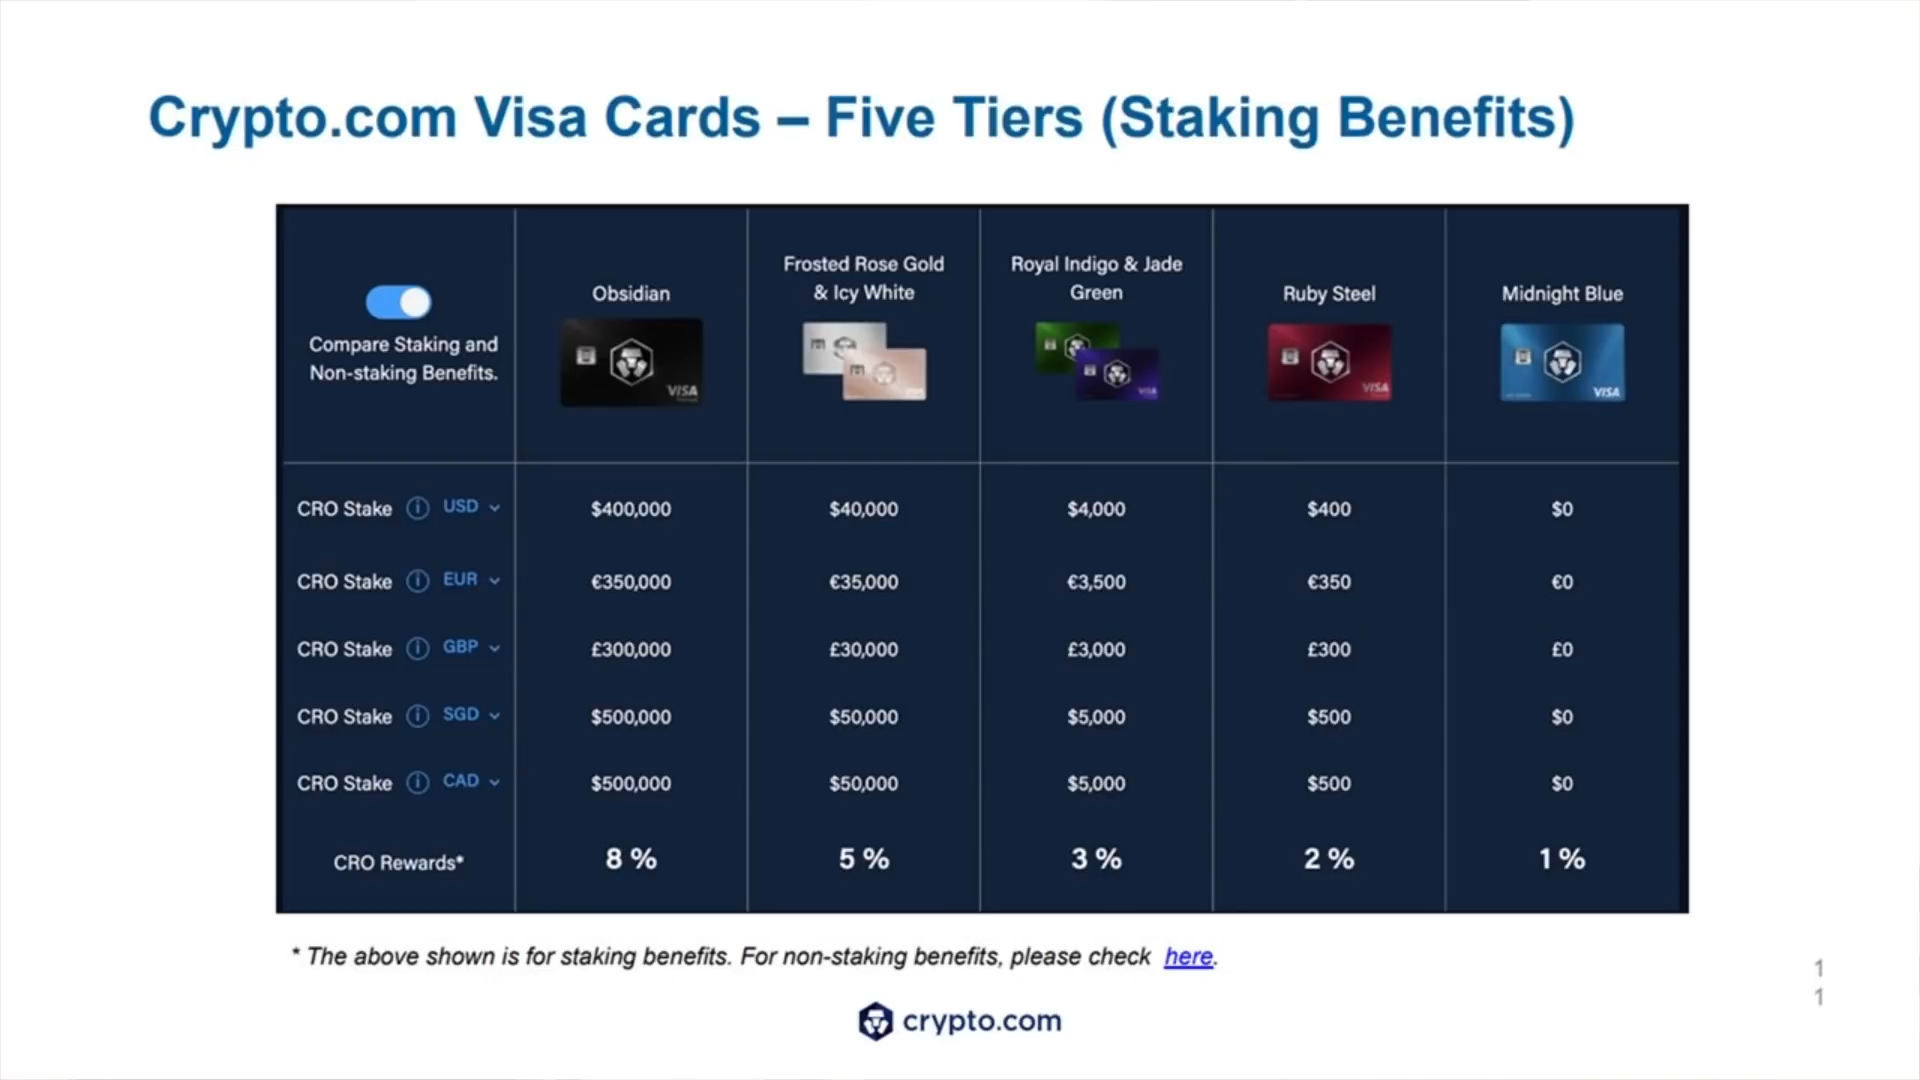 Crypto.com Visa Cards – Five Tiers (Staking Benefits)
Compare Staking and
Non-staking Benefits.
Obsidian
VISA
Frosted Rose Gold
& Icy White
Royal Indigo & Jade
Green
VISA
Ruby Steel
VISA
Midnight Blue
VISA
CRO Stake USD $400,000 $40,000 $4,000 $400 $0
CRO Stake EUR €350,000 €35,000 €3,500 €350 €0
CRO Stake GBP £300,000 £30,000 £3,000 £300 £0
CRO Stake SGD $500,000 $50,000 $5,000 $500 $0
CRO Stake CAD $500,000 $50,000 $5,000 $500 $0
CRO Rewards* 8 % 5 % 3 % 2 % 1 %
* The above shown is for staking benefits. For non-staking benefits, please check here.
1
1
crypto.com